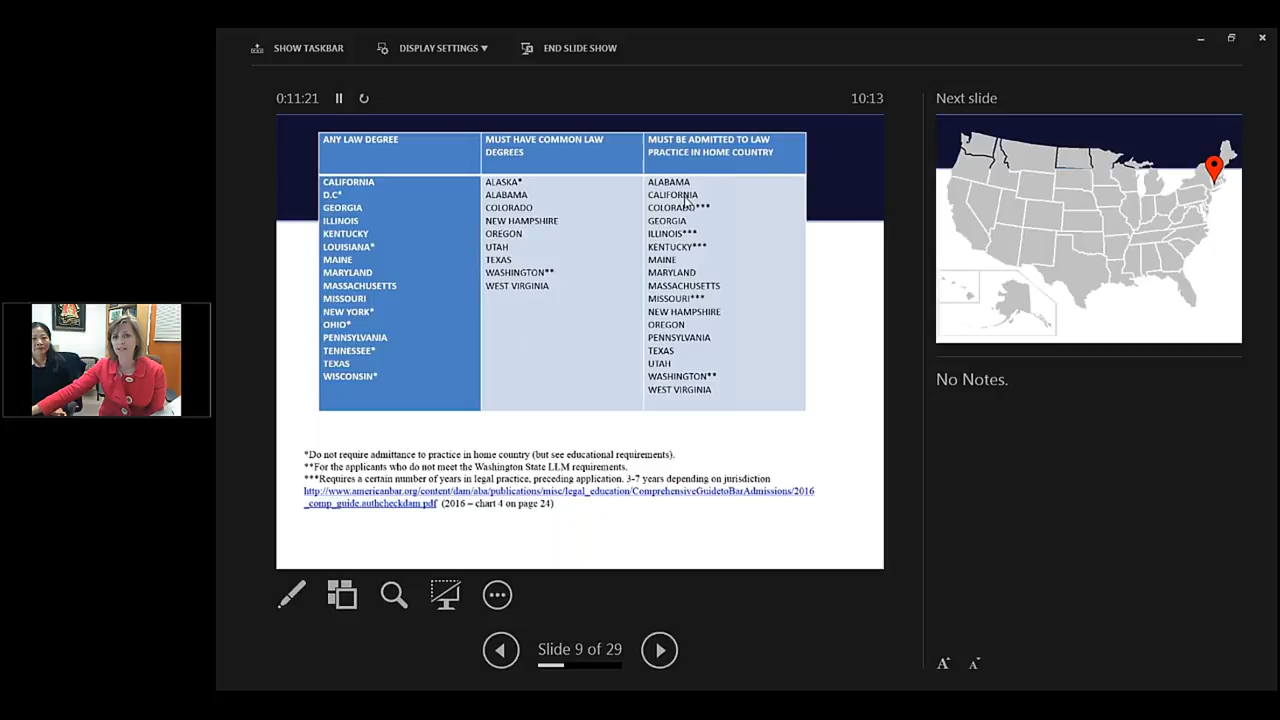 SHOW TASKBAR
DISPLAY SETTINGS ▼
END SLIDE SHOW
0:11:21
10:13
Next slide
ANY LAW DEGREE
MUST HAVE COMMON LAW
DEGREES
MUST BE ADMITTED TO LAW
PRACTICE IN HOME COUNTRY
CALIFORNIA
D.C*
GEORGIA
ILLINOIS
KENTUCKY
LOUISIANA*
MAINE
MARYLAND
MASSACHUSETTS
MISSOURI
NEW YORK*
OHIO*
PENNSYLVANIA
TENNESSEE*
TEXAS
WISCONSIN*
ALASKA*
ALABAMA
COLORADO
NEW HAMPSHIRE
OREGON
UTAH
TEXAS
WASHINGTON**
WEST VIRGINIA
ALABAMA
CALIFORNIA
COLORADO***
GEORGIA
ILLINOIS***
KENTUCKY***
MAINE
MARYLAND
MASSACHUSETTS
MISSOURI***
NEW HAMPSHIRE
OREGON
PENNSYLVANIA
TEXAS
UTAH
WASHINGTON**
WEST VIRGINIA
*Do not require admittance to practice in home country (but see educational requirements).
**For the applicants who do not meet the Washington State LLM requirements.
***Requires a certain number of years in legal practice, preceding application. 3-7 years depending on jurisdiction
http://www.americanbar.org/content/dam/aba/publications/misc/legal_education/ComprehensiveGuidetoBarAdmissions/2016
_comp_guide.authcheckdam.pdf (2016 – chart 4 on page 24)
No Notes.
Slide 9 of 29
A A